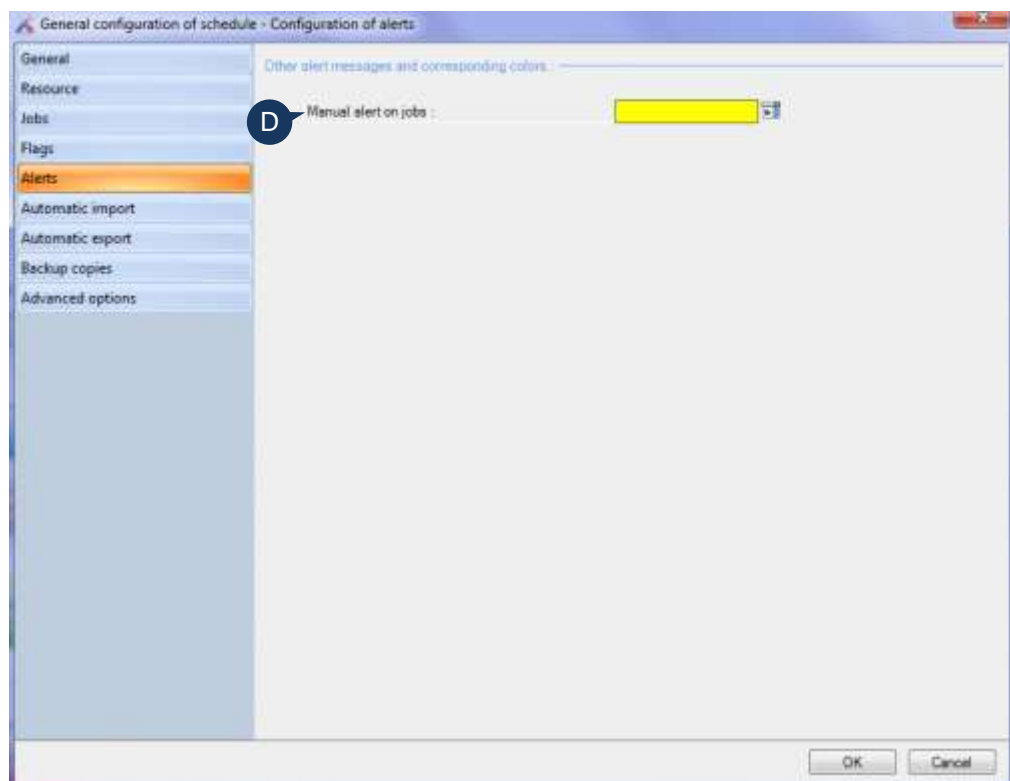 General configuration of schedule - Configuration of alerts
General
Resource
Jobs
Flags
Alerts
Automatic import
Automatic export
Backup copies
Advanced options
Other alert messages and corresponding colors
D
Manual alert on jobs :
OK
Cancel